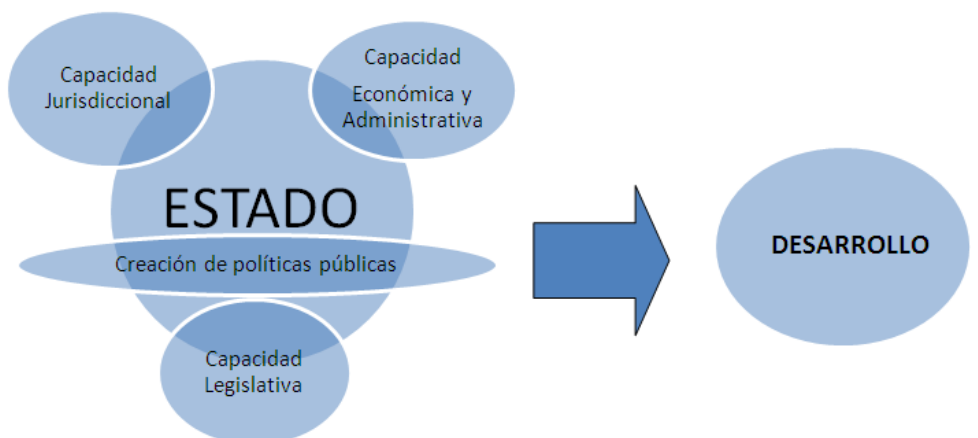 Capacidad
Jurisdiccional
Capacidad
Económica y
Administrativa
ESTADO
Creación de políticas públicas
Capacidad
Legislativa
DESARROLLO